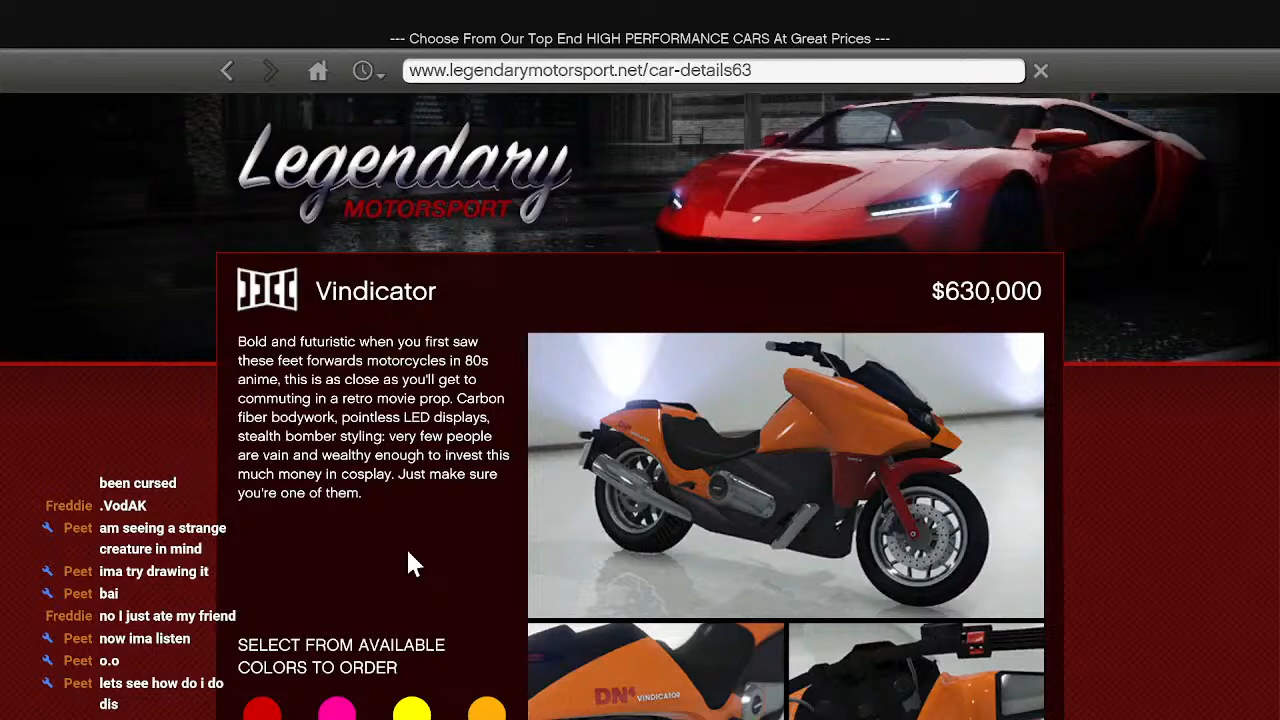 --- Choose From Our Top End HIGH PERFORMANCE CARS At Great Prices ---
www.legendarymotorsport.net/car-details63
Legendary
MOTORSPORT
Vindicator
$630,000
Bold and futuristic when you first saw
these feet forwards motorcycles in 80s
anime, this is as close as you'll get to
commuting in a retro movie prop. Carbon
fiber bodywork, pointless LED displays,
stealth bomber styling: very few people
are vain and wealthy enough to invest this
much money in cosplay. Just make sure
you're one of them.
SELECT FROM AVAILABLE
COLORS TO ORDER
VINDICATOR
been cursed
Freddie .VodAK
Peet am seeing a strange
creature in mind
Peet ima try drawing it
Peet bai
Freddie no I just ate my friend
Peet now ima listen
Peet o.o
Peet lets see how do i do
dis